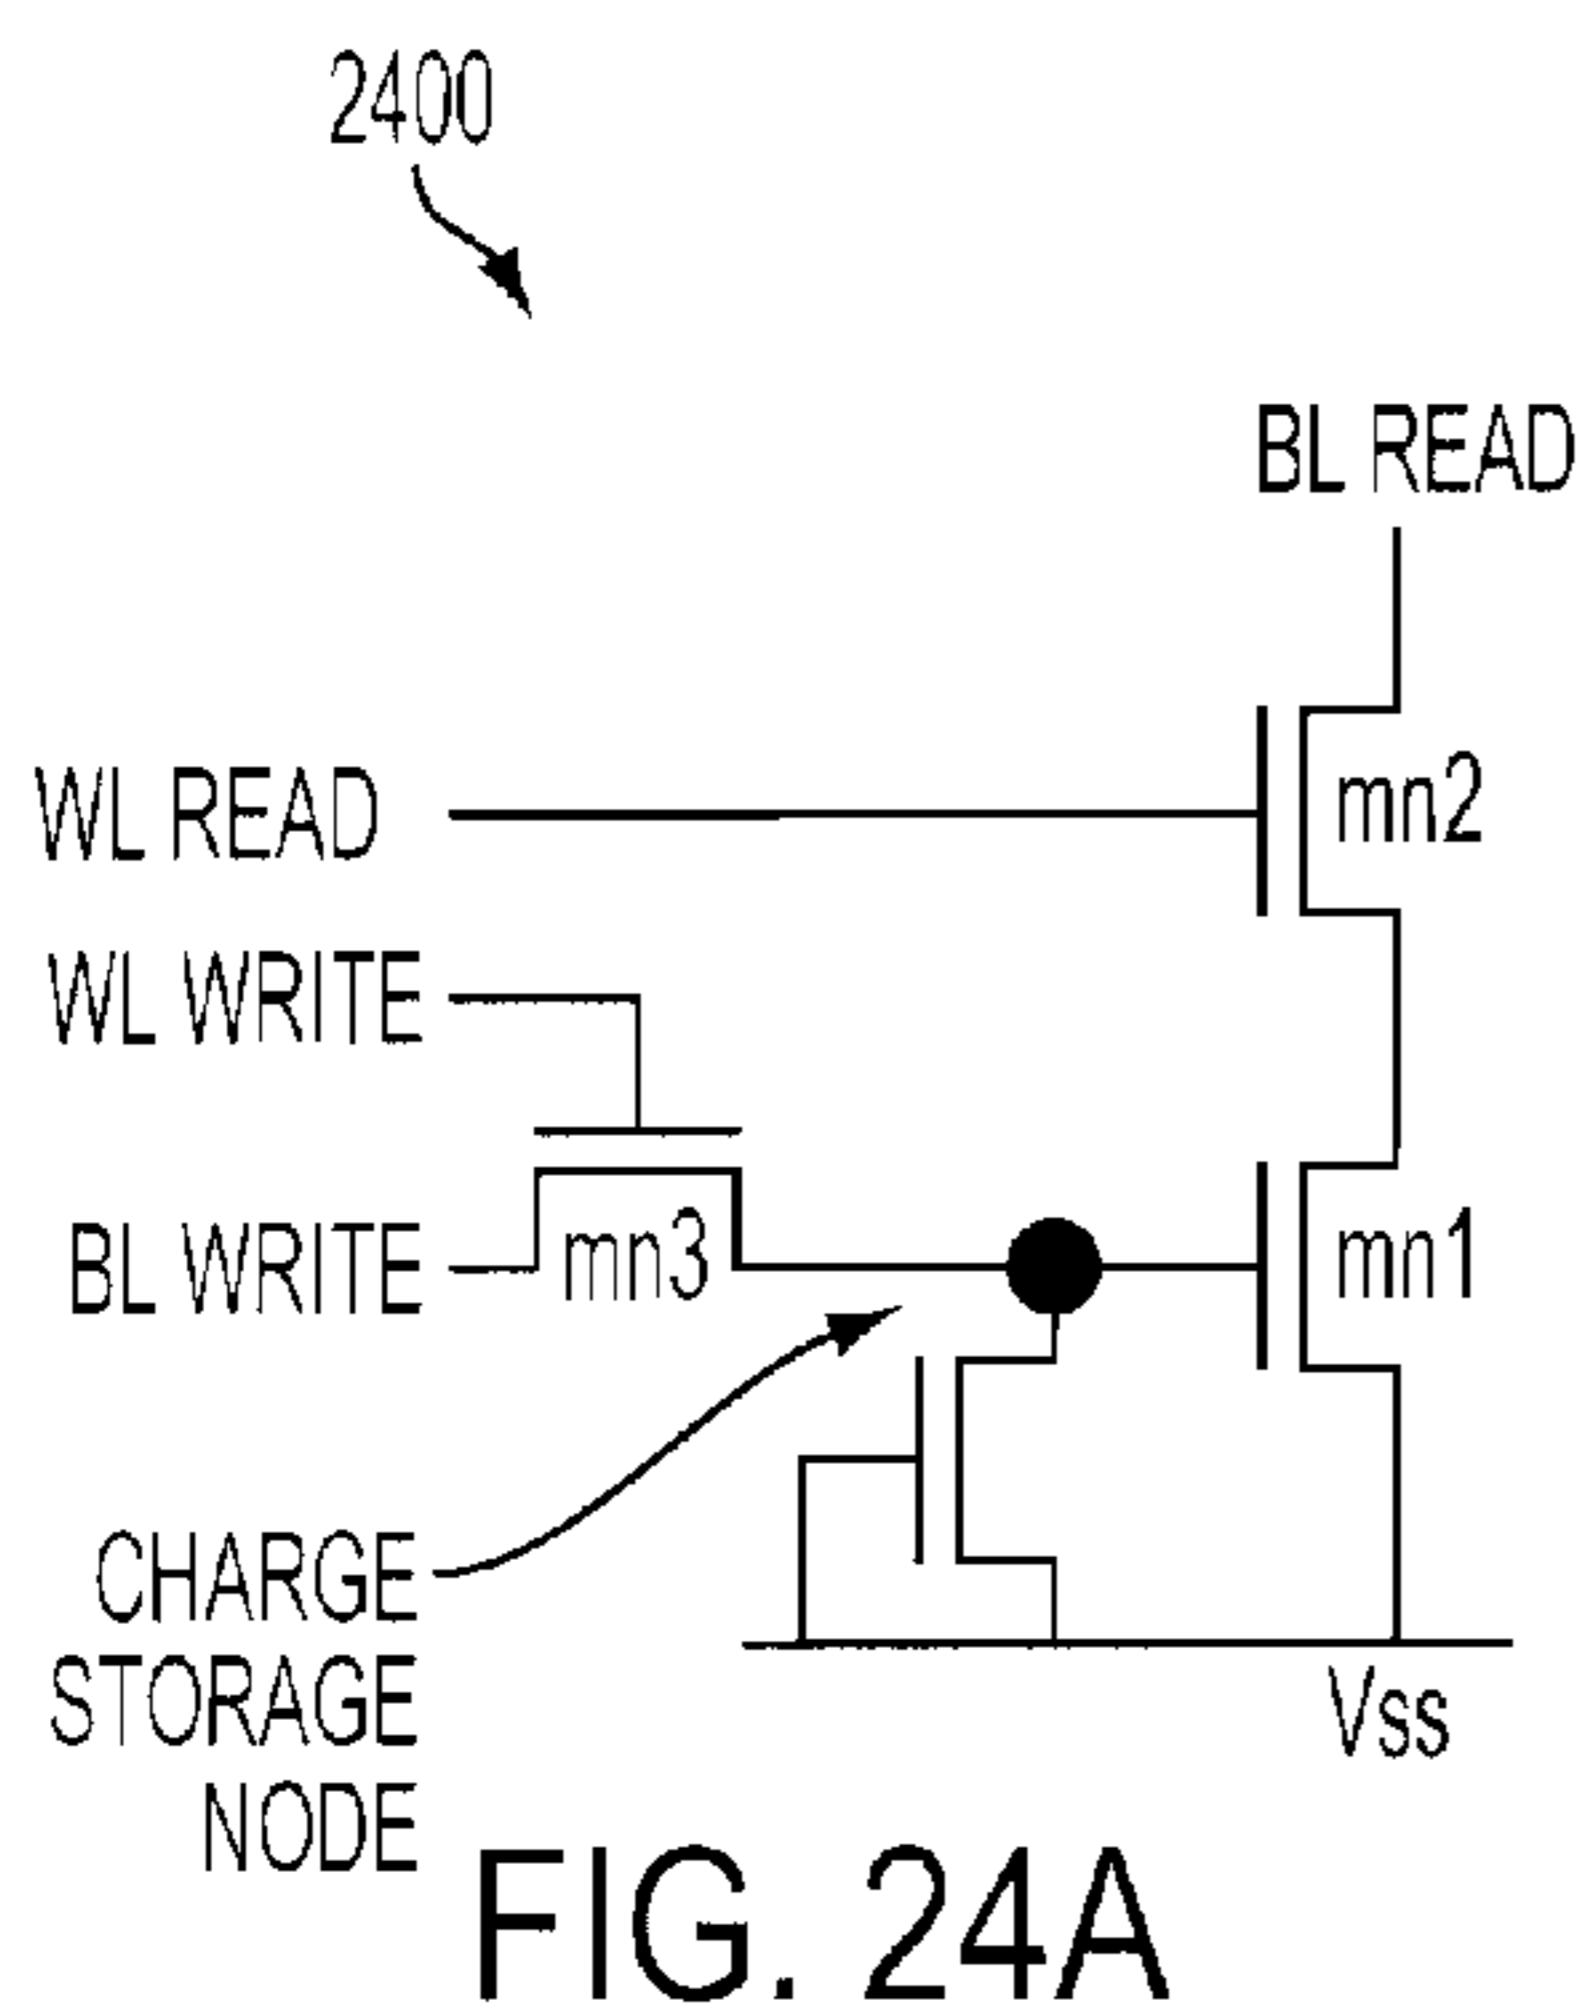 2400
BL READ
WL READ
mn2
WL WRITE
BL WRITE
mn3
mn1
CHARGE
STORAGE
NODE
Vss
FIG. 24A